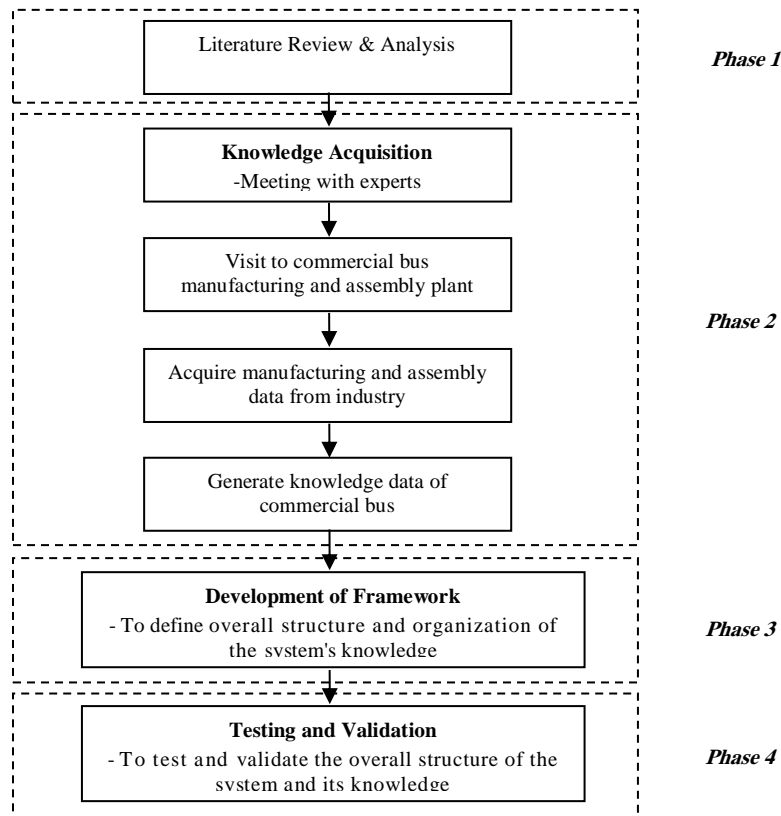 Literature Review & Analysis
Phase 1
Knowledge Acquisition
-Meeting with experts
Visit to commercial bus
manufacturing and assembly plant
Phase 2
Acquire manufacturing and assembly
data from industry
Generate knowledge data of
commercial bus
Development of Framework
- To define overall structure and organization of
the system's knowledge
Phase 3
Testing and Validation
- To test and validate the overall structure of the
system and its knowledge
Phase 4